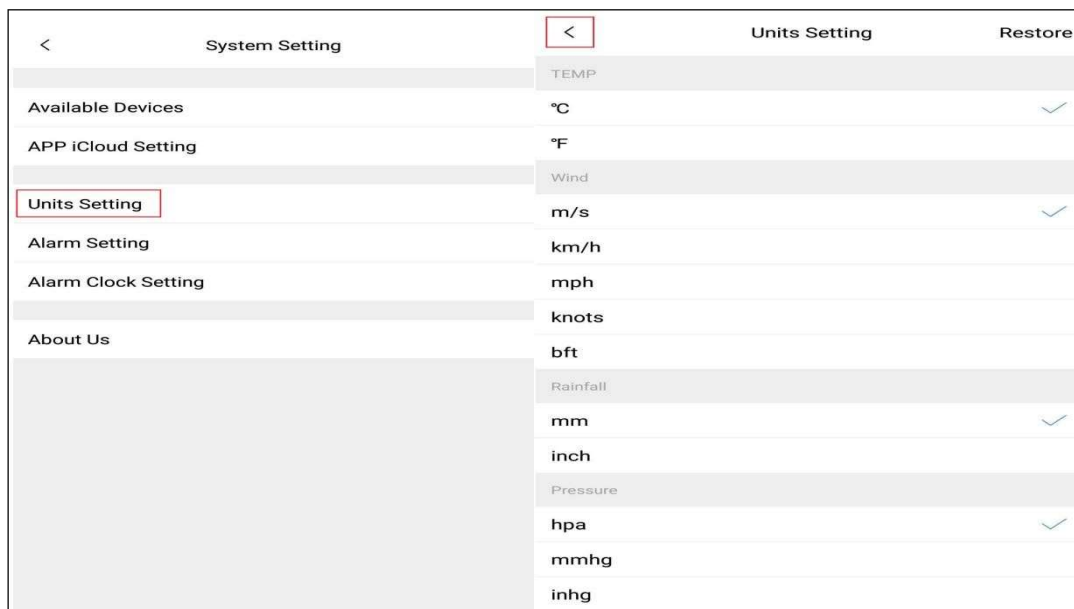 < System Setting
Available Devices
APP iCloud Setting
Units Setting
Alarm Setting
Alarm Clock Setting
About Us
< Units Setting Restore
TEMP
°C
°F
Wind
m/s
km/h
mph
knots
bft
Rainfall
mm
inch
Pressure
hpa
mmhg
inhg